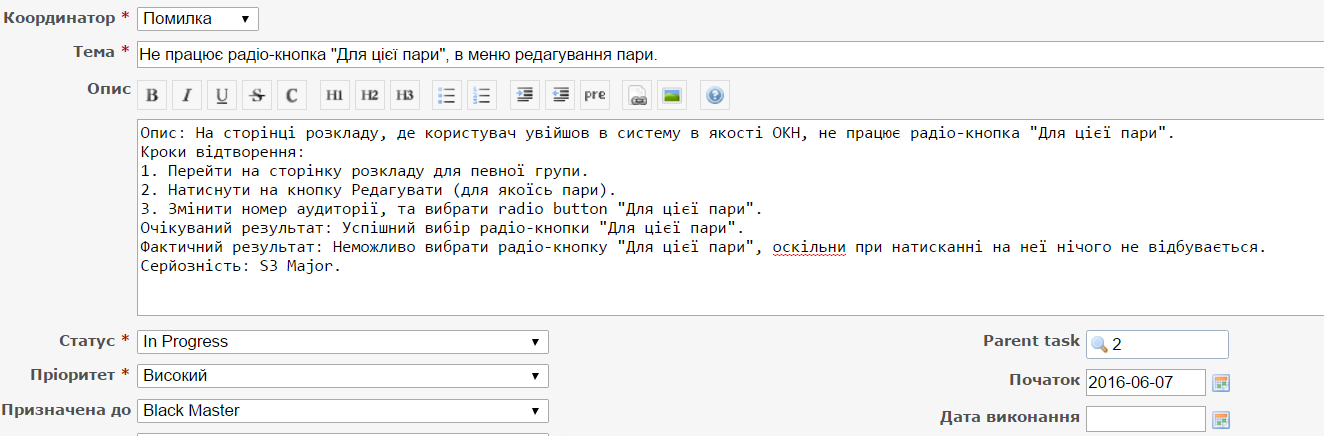 Координатор * Помилка
Тема * Не працює радіо-кнопка "Для цієї пари", в меню редагування пари.
Опис B I U S C H1 H2 H3 pre
Опис: На сторінці розкладу, де користувач увійшов в систему в якості ОКН, не працює радіо-кнопка "Для цієї пари".
Кроки відтворення:
1. Перейти на сторінку розкладу для певної групи.
2. Натиснути на кнопку Редагувати (для якоїсь пари).
3. Змінити номер аудиторії, та вибрати radio button "Для цієї пари".
Очікуваний результат: Успішний вибір радіо-кнопки "Для цієї пари".
Фактичний результат: Неможливо вибрати радіо-кнопку "Для цієї пари", оскільни при натисканні на неї нічого не відбувається.
Серйозність: S3 Major.
Статус * In Progress Parent task 2
Пріоритет * Високий Початок 2016-06-07
Призначена до Black Master Дата виконання